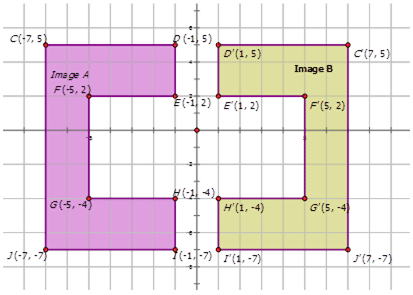 C(-7, 5)
D (-1, 5)
D'(1, 5)
C'(7, 5)
Image A
Image B
F(-5, 2)
E(-1, 2)
E'(1, 2)
F'(5, 2)
H(-1, -4)
G(-5, -4)
H'(1, -4)
G'(5, -4)
J(-7, -7)
I(-1, -7)
I'(1, -7)
J'(7, -7)